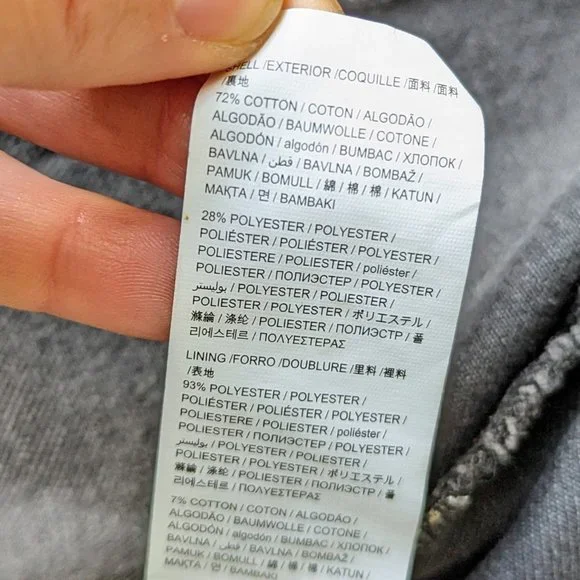 SHELL /EXTERIOR /COQUILLE /面料 /面料
/裏地
72% COTTON / COTON / ALGODÃO /
ALGODÃO / BAUMWOLLE / COTONE /
ALGODÓN / algodón / BUMBAC / ХЛОПОК /
BAVLNA / قطن / BAVLNA / BOMBAŽ /
PAMUK / BOMULL / 綿 / 棉 / 棉 / KATUN /
MAKTA / 면 / ΒΑΜΒΑΚΙ
28% POLYESTER / POLYESTER /
POLIÉSTER / POLIÉSTER / POLYESTER /
POLIESTERE / POLIESTER / poliéster /
POLIESTER / ПОЛИЭСТЕР / POLYESTER /
بوليستر / POLYESTER / POLIESTER /
POLYESTER / POLYESTER / ポリエステル /
滌綸 / 涤纶 / POLIESTER / ПОЛИЭСТР / 폴
리에스테르 / ΠΟΛΥΕΣΤΕΡΑΣ
LINING /FORRO /DOUBLURE /里料 /裡料
/表地
93% POLYESTER / POLYESTER /
POLIÉSTER / POLIÉSTER / POLYESTER /
POLIESTERE / POLIESTER / poliéster /
POLIESTER / ПОЛИЭСТЕР / POLYESTER /
بوليستر / POLYESTER / POLIESTER /
POLYESTER / POLYESTER / ポリエステル /
滌綸 / 涤纶 / POLIESTER / ПОЛИЭСТР / 폴
리에스테르 / ΠΟΛΥΕΣΤΕΡΑΣ
7% COTTON / COTON / ALGODÃO /
ALGODÃO / BAUMWOLLE / COTONE /
ALGODÓN / algodón / BUMBAC / ХЛОПОК /
BAVLNA / قطن / BAVLNA / BOMBAŽ /
PAMUK / BOMULL / 綿 / 棉 / 棉 / KATUN /
MAKTA / 면 / ΒΑΜΒΑΚΙ